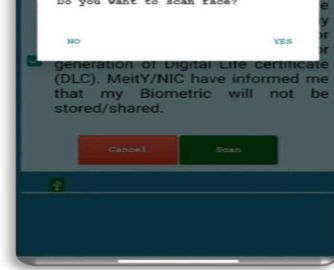 Do you want to scan face?
NO YES
generation of Digital Life certificate
(DLC). MeitY/NIC have informed me
that my Biometric will not be
stored/shared.
Cancel Scan